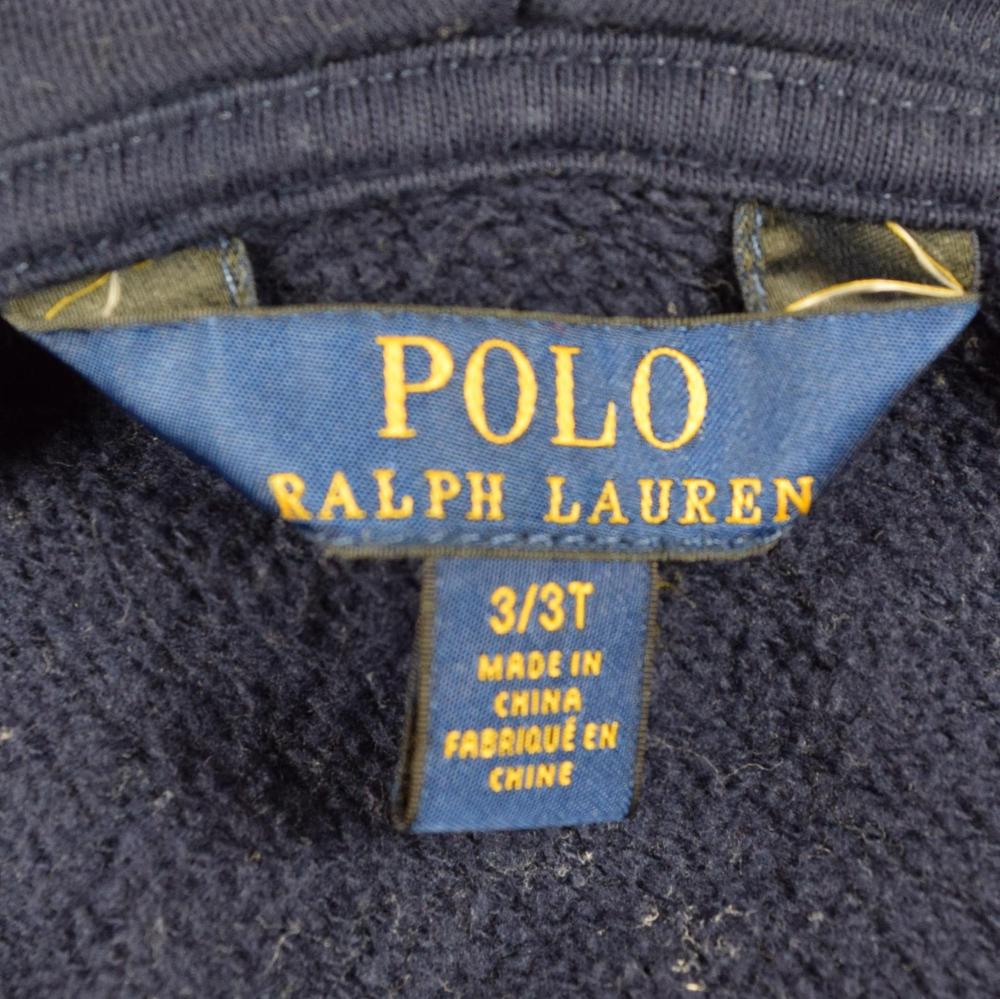 POLO
RALPH LAUREN
3/3T
MADE IN
CHINA
FABRIQUÉ EN
CHINE